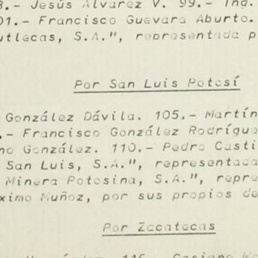 8.- Jesús Alvarez V. 99.- Ing.
01.- Francisco Guevara Aburto.
utlecas, S.A.", representada p
Por San Luis Potosí
González Dávila. 105.- Martín
.- Francisco González Rodrígue
no González. 110.- Pedro Casti
San Luis, S.A.", representada
Minera Potosina, S.A.", repre
ximo Muñoz, por sus propios de
Por Zacatecas